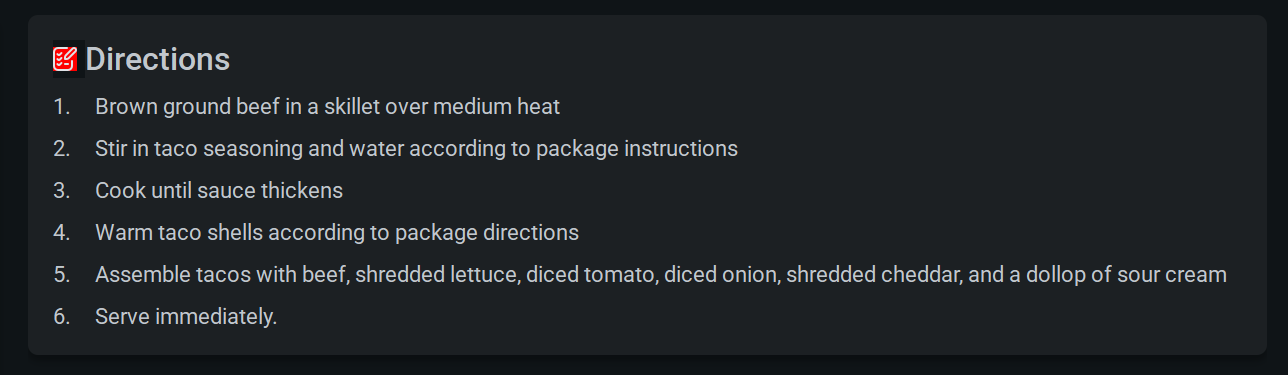 Directions
1. Brown ground beef in a skillet over medium heat
2. Stir in taco seasoning and water according to package instructions
3. Cook until sauce thickens
4. Warm taco shells according to package directions
5. Assemble tacos with beef, shredded lettuce, diced tomato, diced onion, shredded cheddar, and a dollop of sour cream
6. Serve immediately.